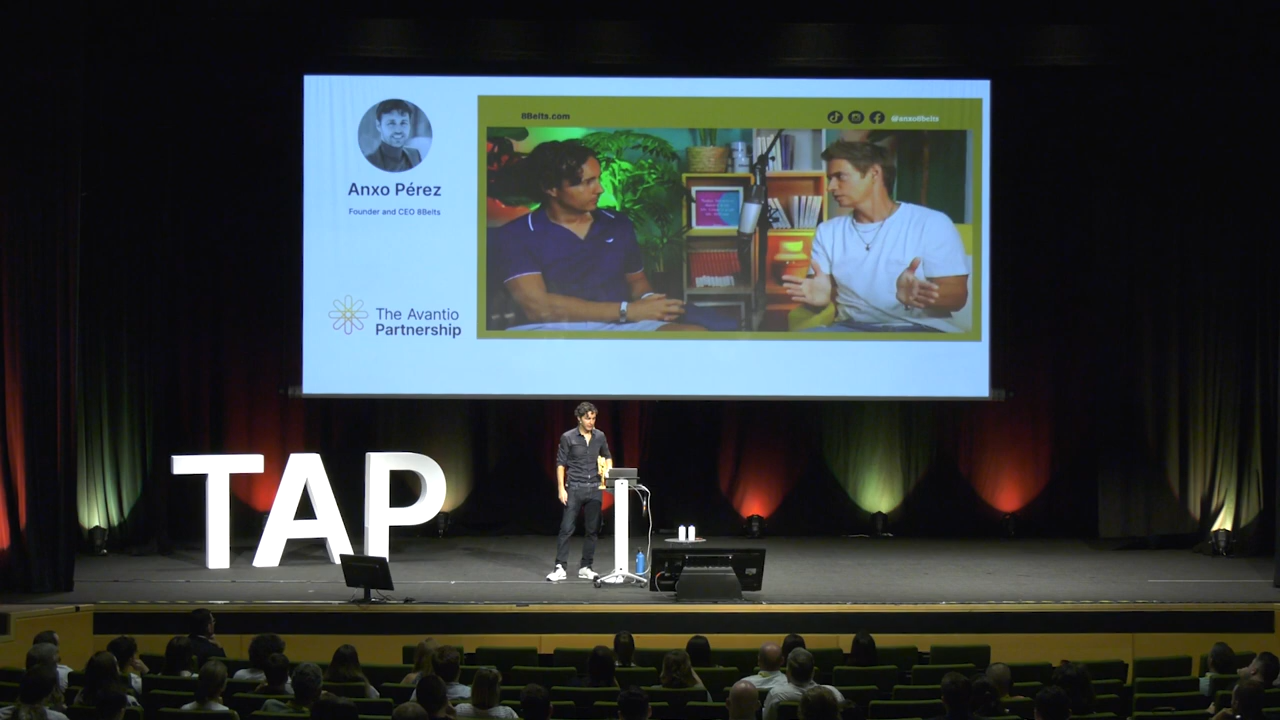 Anxo Pérez
Founder and CEO 8Belts
The Avantio
Partnership
8Belts.com
@anxo8belts
TAP